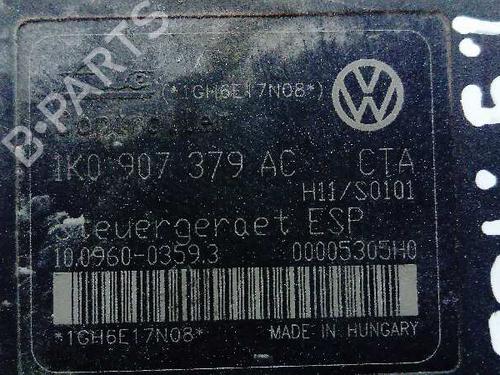 B-PARTS
(*1GH6E17N08*)
1K0 907 379 AC CTA
H11/S0101
Steuergeraet ESP
10.0960-0359.3 00005305H0
*1GH6E17N08* MADE IN HUNGARY